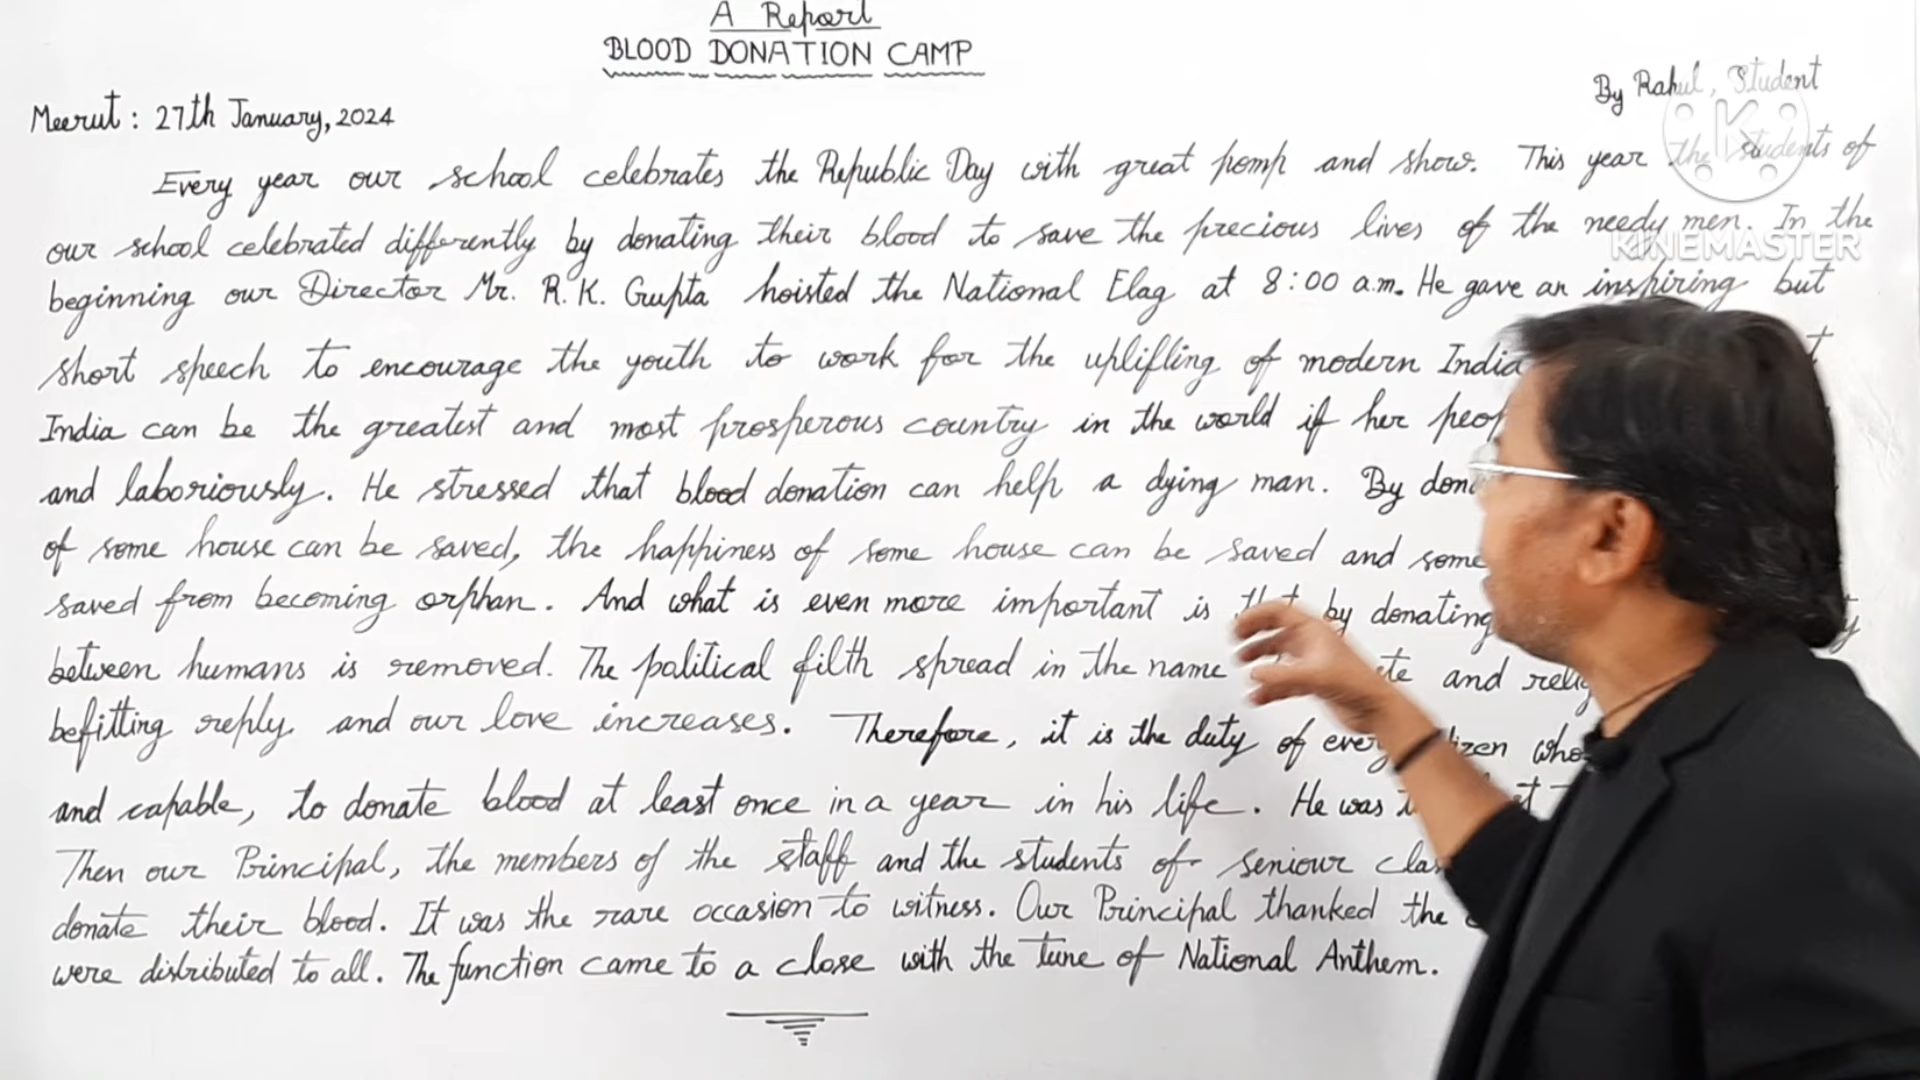 A Report
BLOOD DONATION CAMP
By Rahul, Student
Meerut : 27th January, 2024
Every year our school celebrates the Republic Day with great pomp and show. This year the students of
our school celebrated differently by donating their blood to save the precious lives of the needy men. In the
KINEMASTER
beginning our Director Mr. R.K. Gupta hoisted the National Elag at 8:00 a.m. He gave an inspiring but
short speech to encourage the youth to work for the uplifling of modern India
India can be the greatest and most prosperous country in the world if her
and laboriously. He stressed that blood donation can help a dying man. By
of some house can be saved, the happiness of some house can be saved and some
saved from becoming orphan. And what is even more important is that by donating
between humans is removed. The political filth spread in the name and
befitting reply and our love increases. Therefore, it is the duty of who
and capable, to donate blood at least once in a year in his life. He was
Then our Principal, the members of the staff and the students of seniour
donate their blood. It was the rare occasion to witness. Our Principal thanked the
were distributed to all. The function came to a close with the tune of National Anthem.